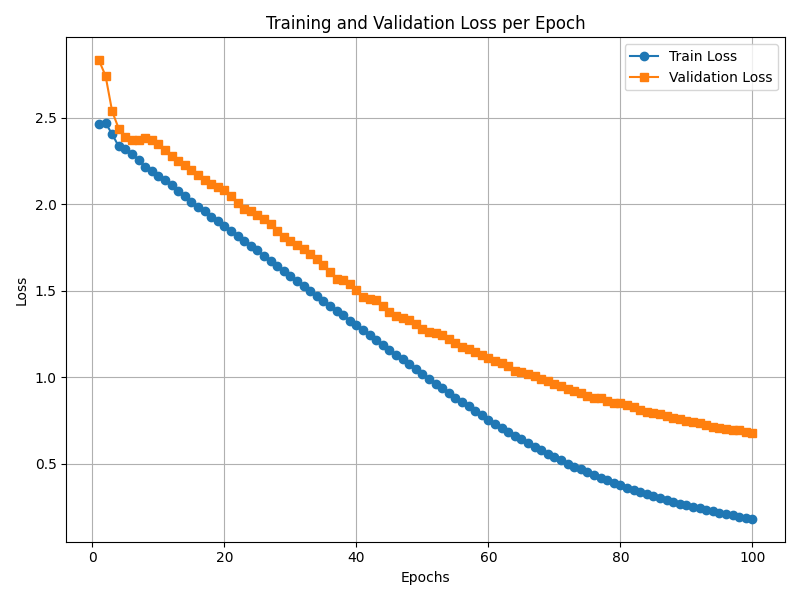 Training and Validation Loss per Epoch
Train Loss
Validation Loss
2.5
2.0
1.5
1.0
0.5
Loss
0 20 40 60 80 100
Epochs